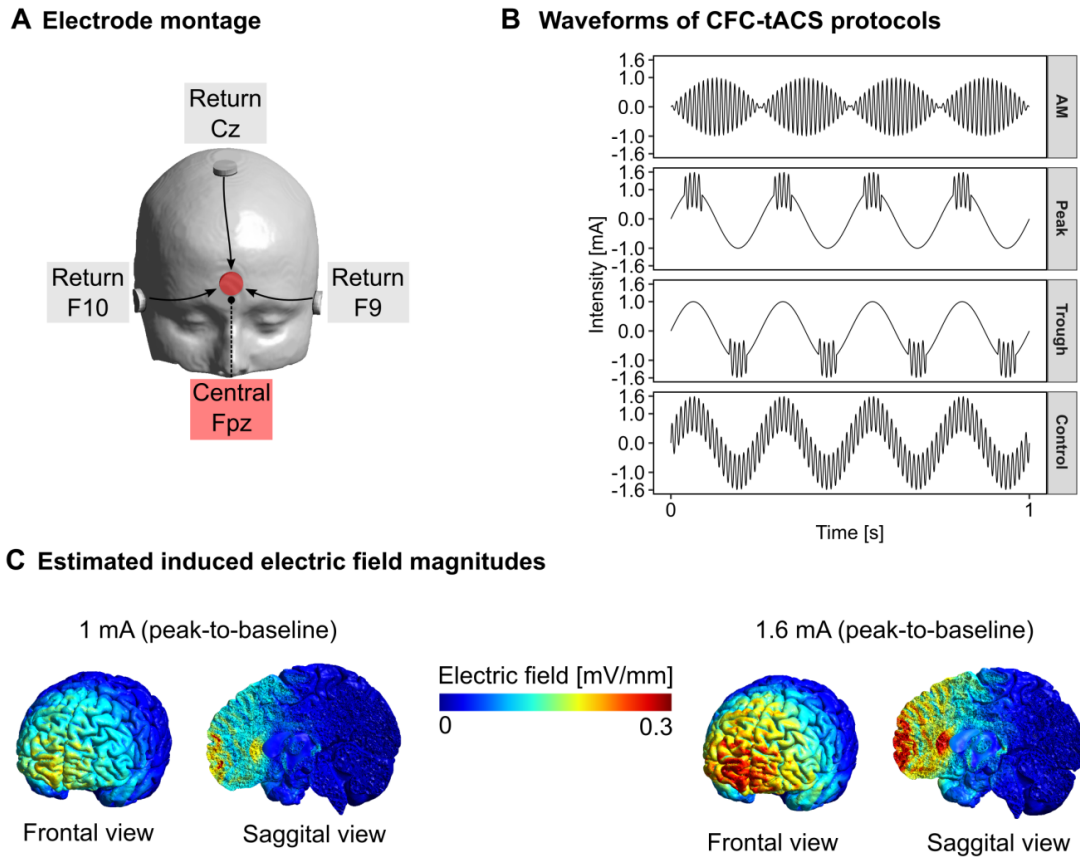 A Electrode montage
Return
Cz
Return
F10
Return
F9
Central
Fpz
B Waveforms of CFC-tACS protocols
Intensity [mA]
1.6
1.0
0.0
-1.0
-1.6
AM
1.6
1.0
0.0
-1.0
Peak
1.0
0.0
-1.0
-1.6
Trough
1.6
1.0
0.0
-1.0
-1.6
Control
0
1
Time [s]
C Estimated induced electric field magnitudes
1 mA (peak-to-baseline)
Frontal view
Saggital view
Electric field [mV/mm]
0
0.3
1.6 mA (peak-to-baseline)
Frontal view
Saggital view